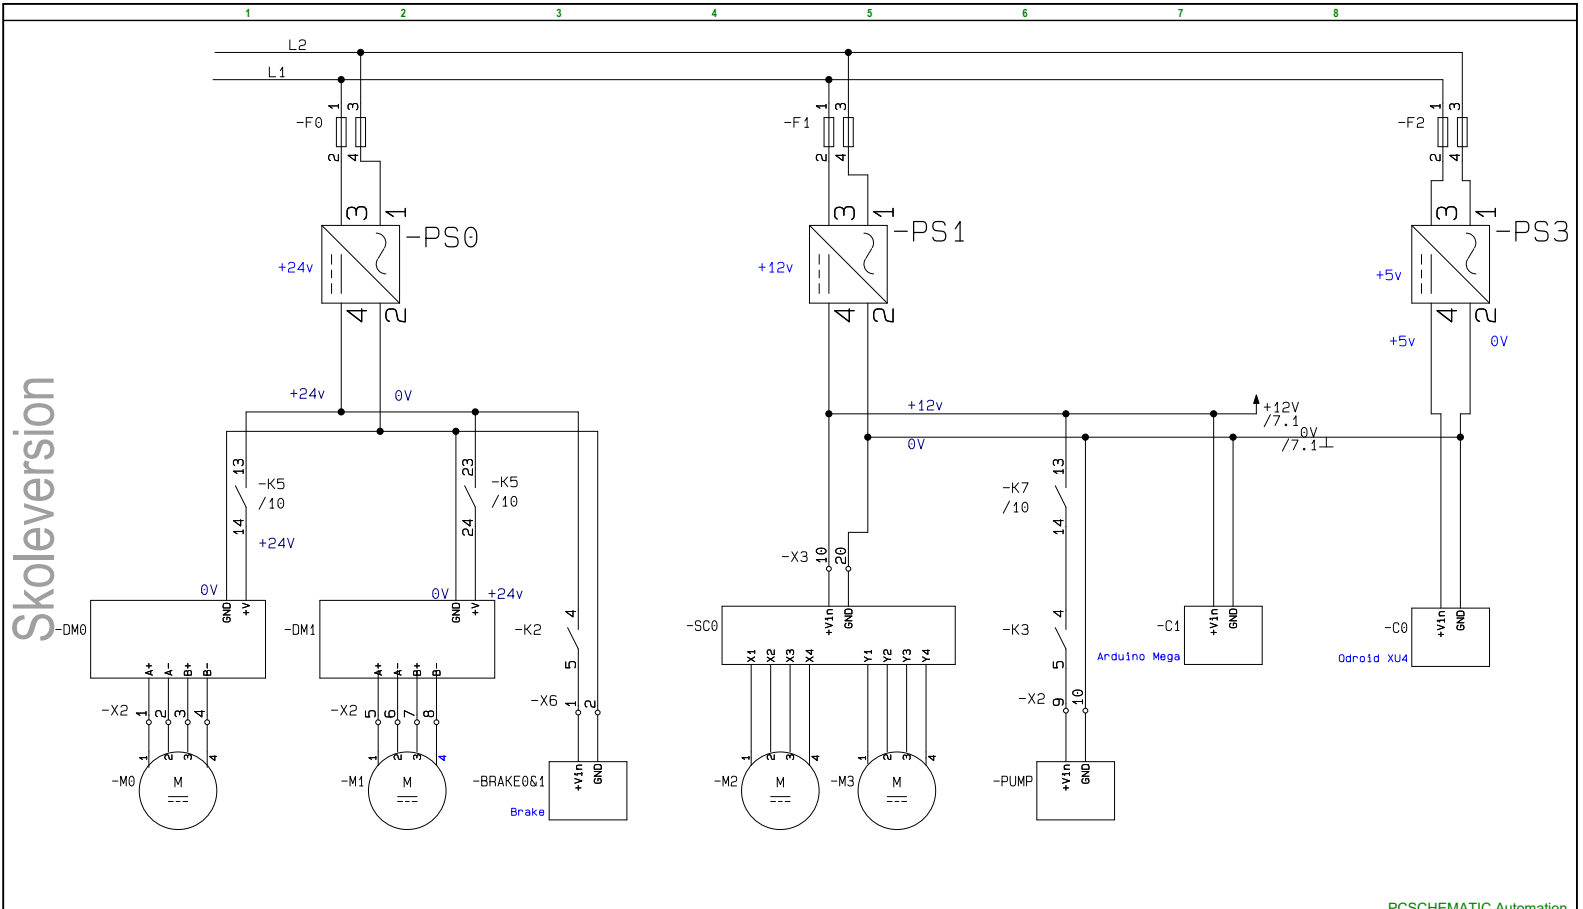 1 2 3 4 5 6 7 8
L2
L1
1 3
-F0
2 4
1 3
-F1
2 4
1 3
-F2
2 4
3 1
-PS0
+24v
4 2
3 1
-PS1
+12v
4 2
3 1
-PS3
+5v
4 2
+5v 0V
+24v 0V
+12v
0V
+12V
/7.1
0V
/7.1
Skoleversion
13
-K5
/10
14
+24V
23
-K5
/10
24
13
-K7
/10
14
-X3 10 20
0V
GND +V
-DM0
A+ A- B+ B-
0V +24v
GND +V
-DM1
A+ A- B+ B-
4
-K2
5
+Vin GND
-SC0
X1 X2 X3 X4 Y1 Y2 Y3 Y4
4
-K3
5
+Vin GND
-C1
Arduino Mega
+Vin GND
-C0
Odroid XU4
-X2 1 2 3 4
-X2 5 6 7 8
-X6 1 2
-X2 9 10
1 2 3 4
-M0 M
1 2 3 4
-M1 M
+Vin GND
-BRAKE0&1
Brake
1 2 3 4
-M2 M
1 2 3 4
-M3 M
+Vin GND
-PUMP
PCSCHEMATIC Automation